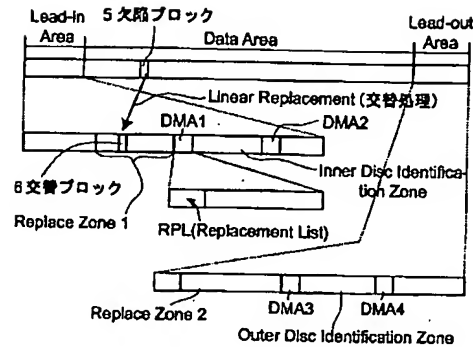 Lead-in Area
5 欠陥ブロック
Data Area
Lead-out Area
Linear Replacement (交替処理)
DMA1
DMA2
6交替ブロック
Inner Disc Identification Zone
Replace Zone 1
RPL(Replacement List)
Replace Zone 2
DMA3
DMA4
Outer Disc Identification Zone